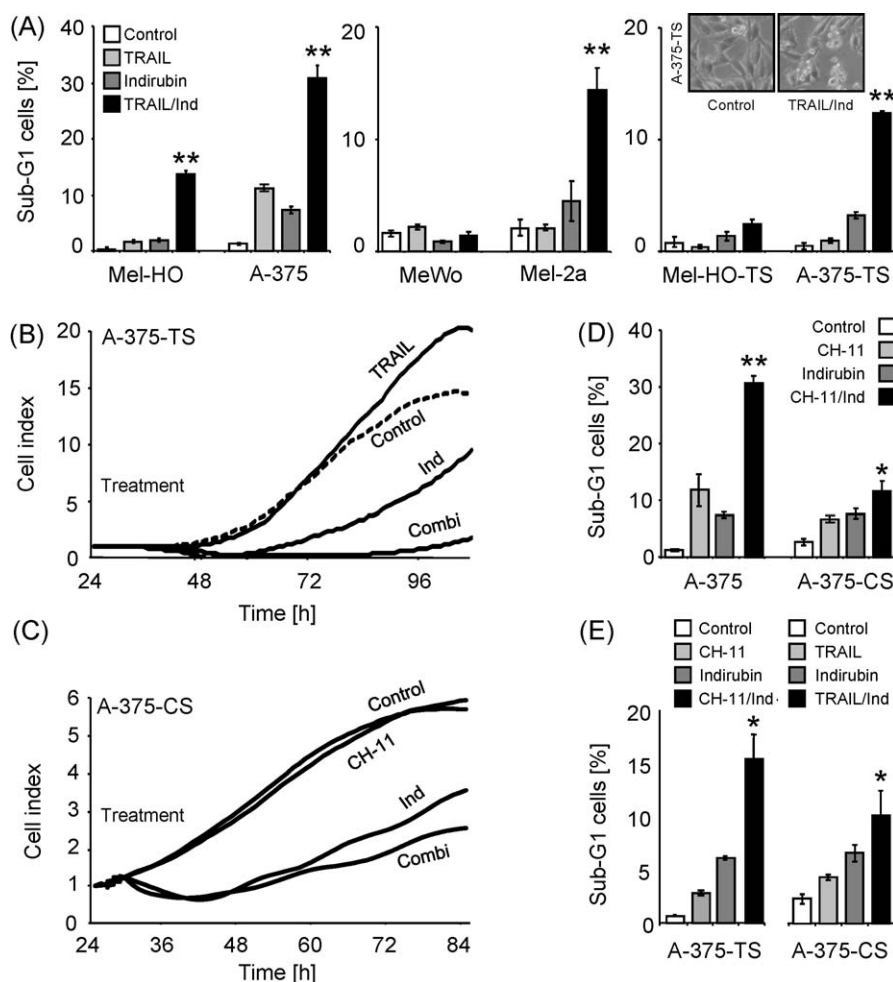 (A)
Sub-G1 cells [%]
40
30
20
10
0
Control
TRAIL
Indirubin
TRAIL/Ind
**
**
Mel-HO A-375
20
10
0
**
MeWo Mel-2a
20
10
0
A-375-TS
Control TRAIL/Ind
**
Mel-HO-TS A-375-TS
(B)
A-375-TS
Cell index
20
15
10
5
0
TRAIL
Control
Ind
Combi
Treatment
24 48 72 96
Time [h]
(C)
A-375-CS
Cell index
6
5
4
3
2
1
0
Control
CH-11
Ind
Combi
Treatment
24 36 48 60 72 84
Time [h]
(D)
Sub-G1 cells [%]
40
30
20
10
0
Control
CH-11
Indirubin
CH-11/Ind
**
*
A-375 A-375-CS
(E)
Control
CH-11
Indirubin
CH-11/Ind
Control
TRAIL
Indirubin
TRAIL/Ind
Sub-G1 cells [%]
20
15
10
5
0
*
*
A-375-TS A-375-CS